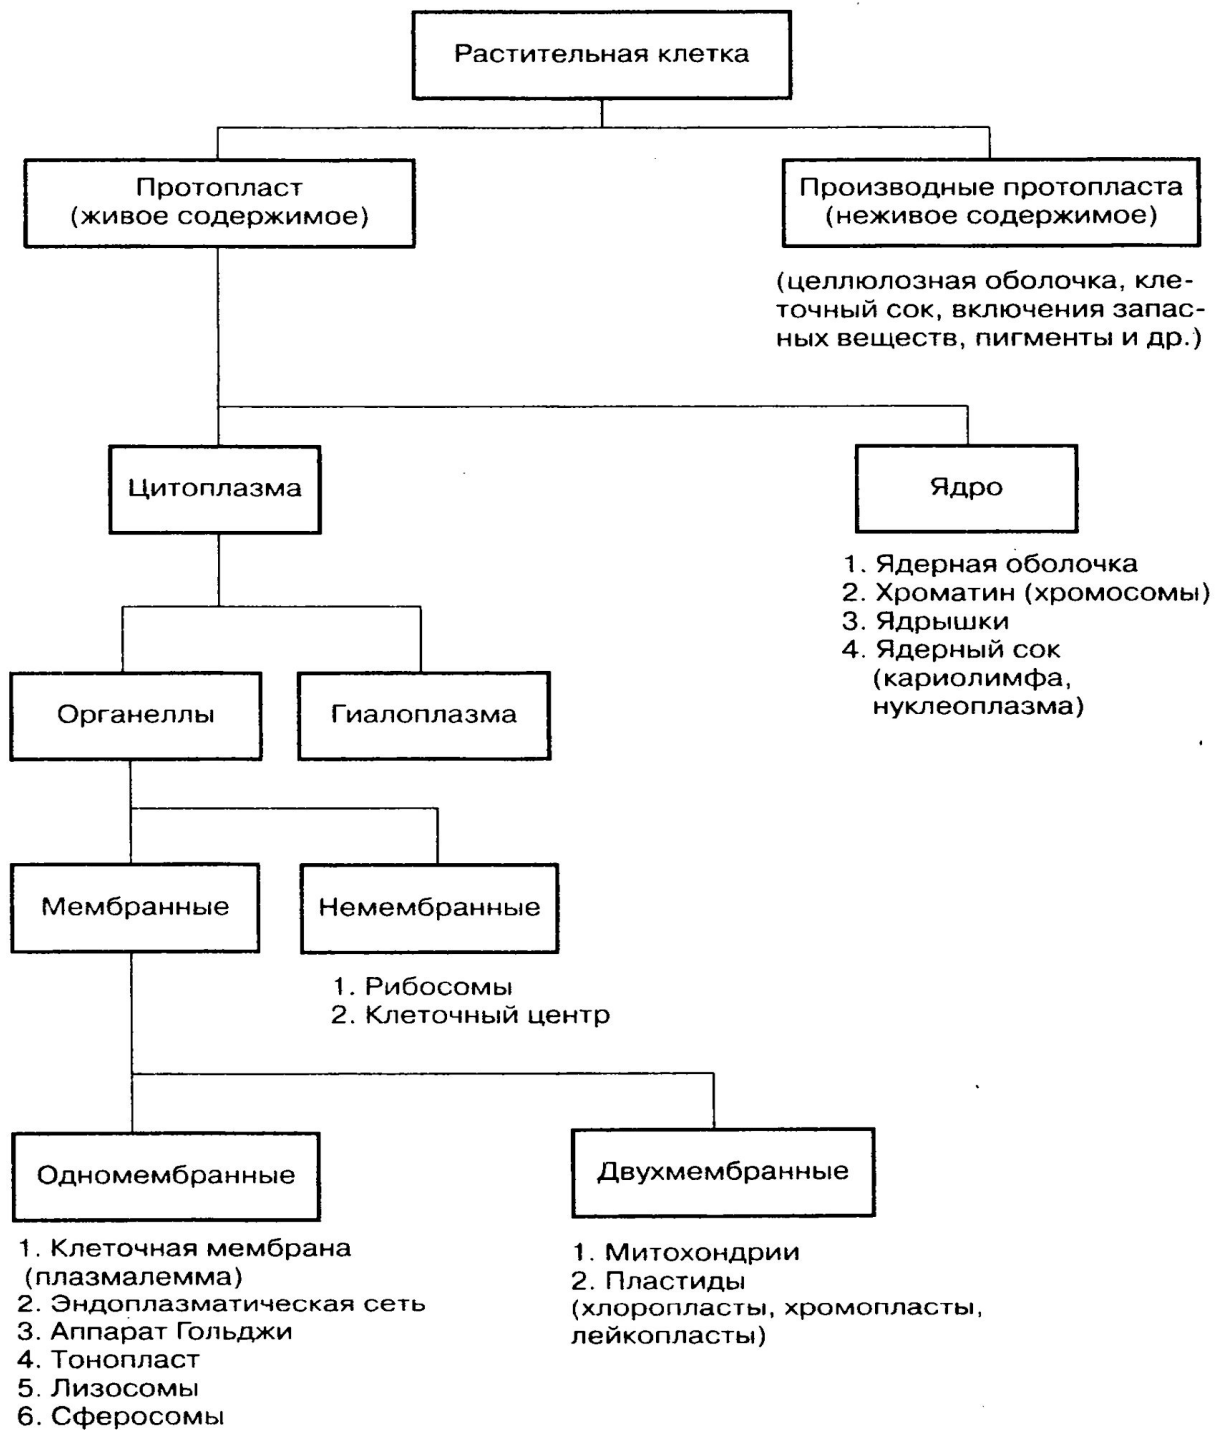 Растительная клетка
Протопласт
(живое содержимое)
Производные протопласта
(неживое содержимое)
(целлюлозная оболочка, кле-
точный сок, включения запас-
ных веществ, пигменты и др.)
Цитоплазма
Ядро
1. Ядерная оболочка
2. Хроматин (хромосомы)
3. Ядрышки
4. Ядерный сок
(кариолимфа,
нуклеоплазма)
Органеллы
Гиалоплазма
Мембранные
Немембранные
1. Рибосомы
2. Клеточный центр
Одномембранные
1. Клеточная мембрана
(плазмалемма)
2. Эндоплазматическая сеть
3. Аппарат Гольджи
4. Тонопласт
5. Лизосомы
6. Сферосомы
Двухмембранные
1. Митохондрии
2. Пластиды
(хлоропласты, хромопласты,
лейкопласты)